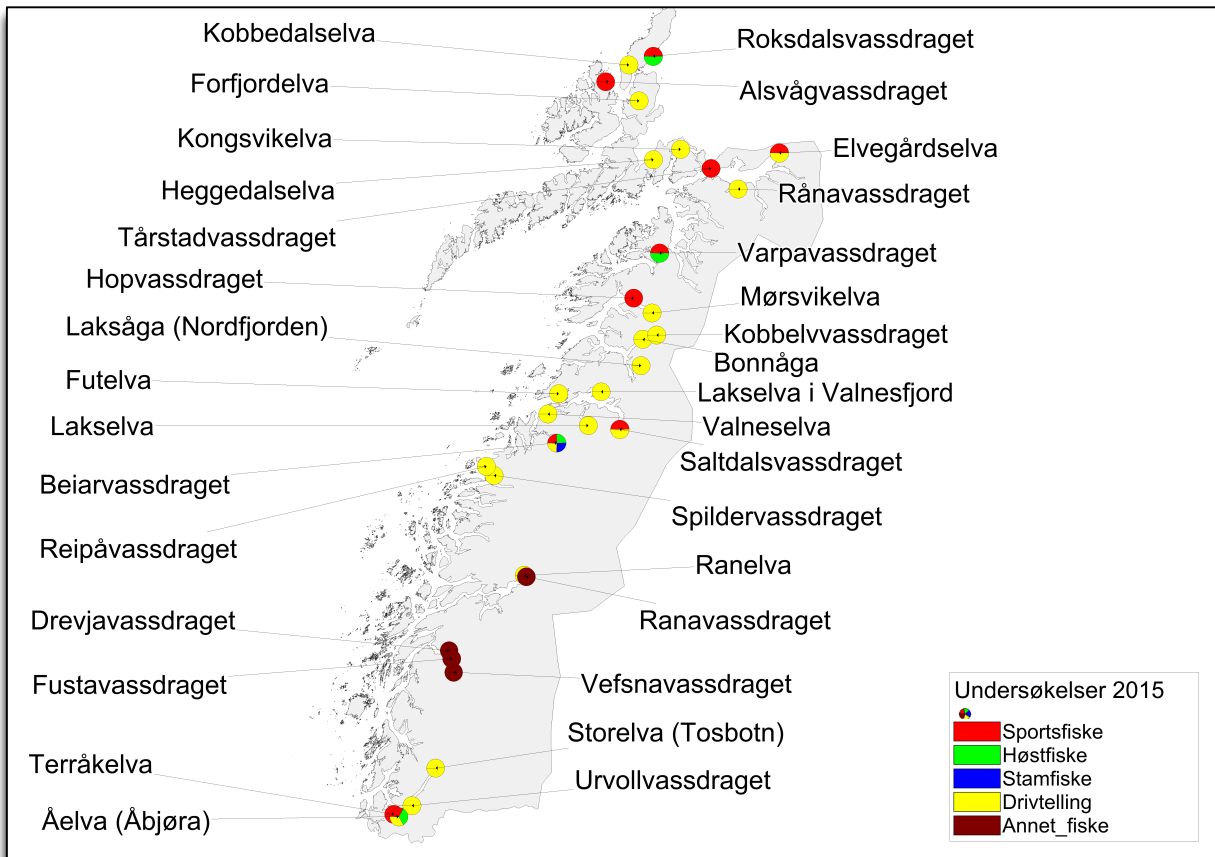 Kobbedalselva
Roksdalsvassdraget
Forfjordelva
Alsvågvassdraget
Kongsvikelva
Elvegårdselva
Heggedalselva
Rånavassdraget
Tårstadvassdraget
Varpavassdraget
Hopvassdraget
Mørsvikelva
Laksåga (Nordfjorden)
Kobbelvvassdraget
Bonnåga
Futelva
Lakselva i Valnesfjord
Lakselva
Valneselva
Saltdalsvassdraget
Beiarvassdraget
Spildervassdraget
Reipåvassdraget
Ranelva
Drevjavassdraget
Ranavassdraget
Fustavassdraget
Vefsnavassdraget
Storelva (Tosbotn)
Terråkelva
Urvollvassdraget
Åelva (Åbjøra)
Undersøkelser 2015
Sportsfiske
Høstfiske
Stamfiske
Drivtelling
Annet_fiske